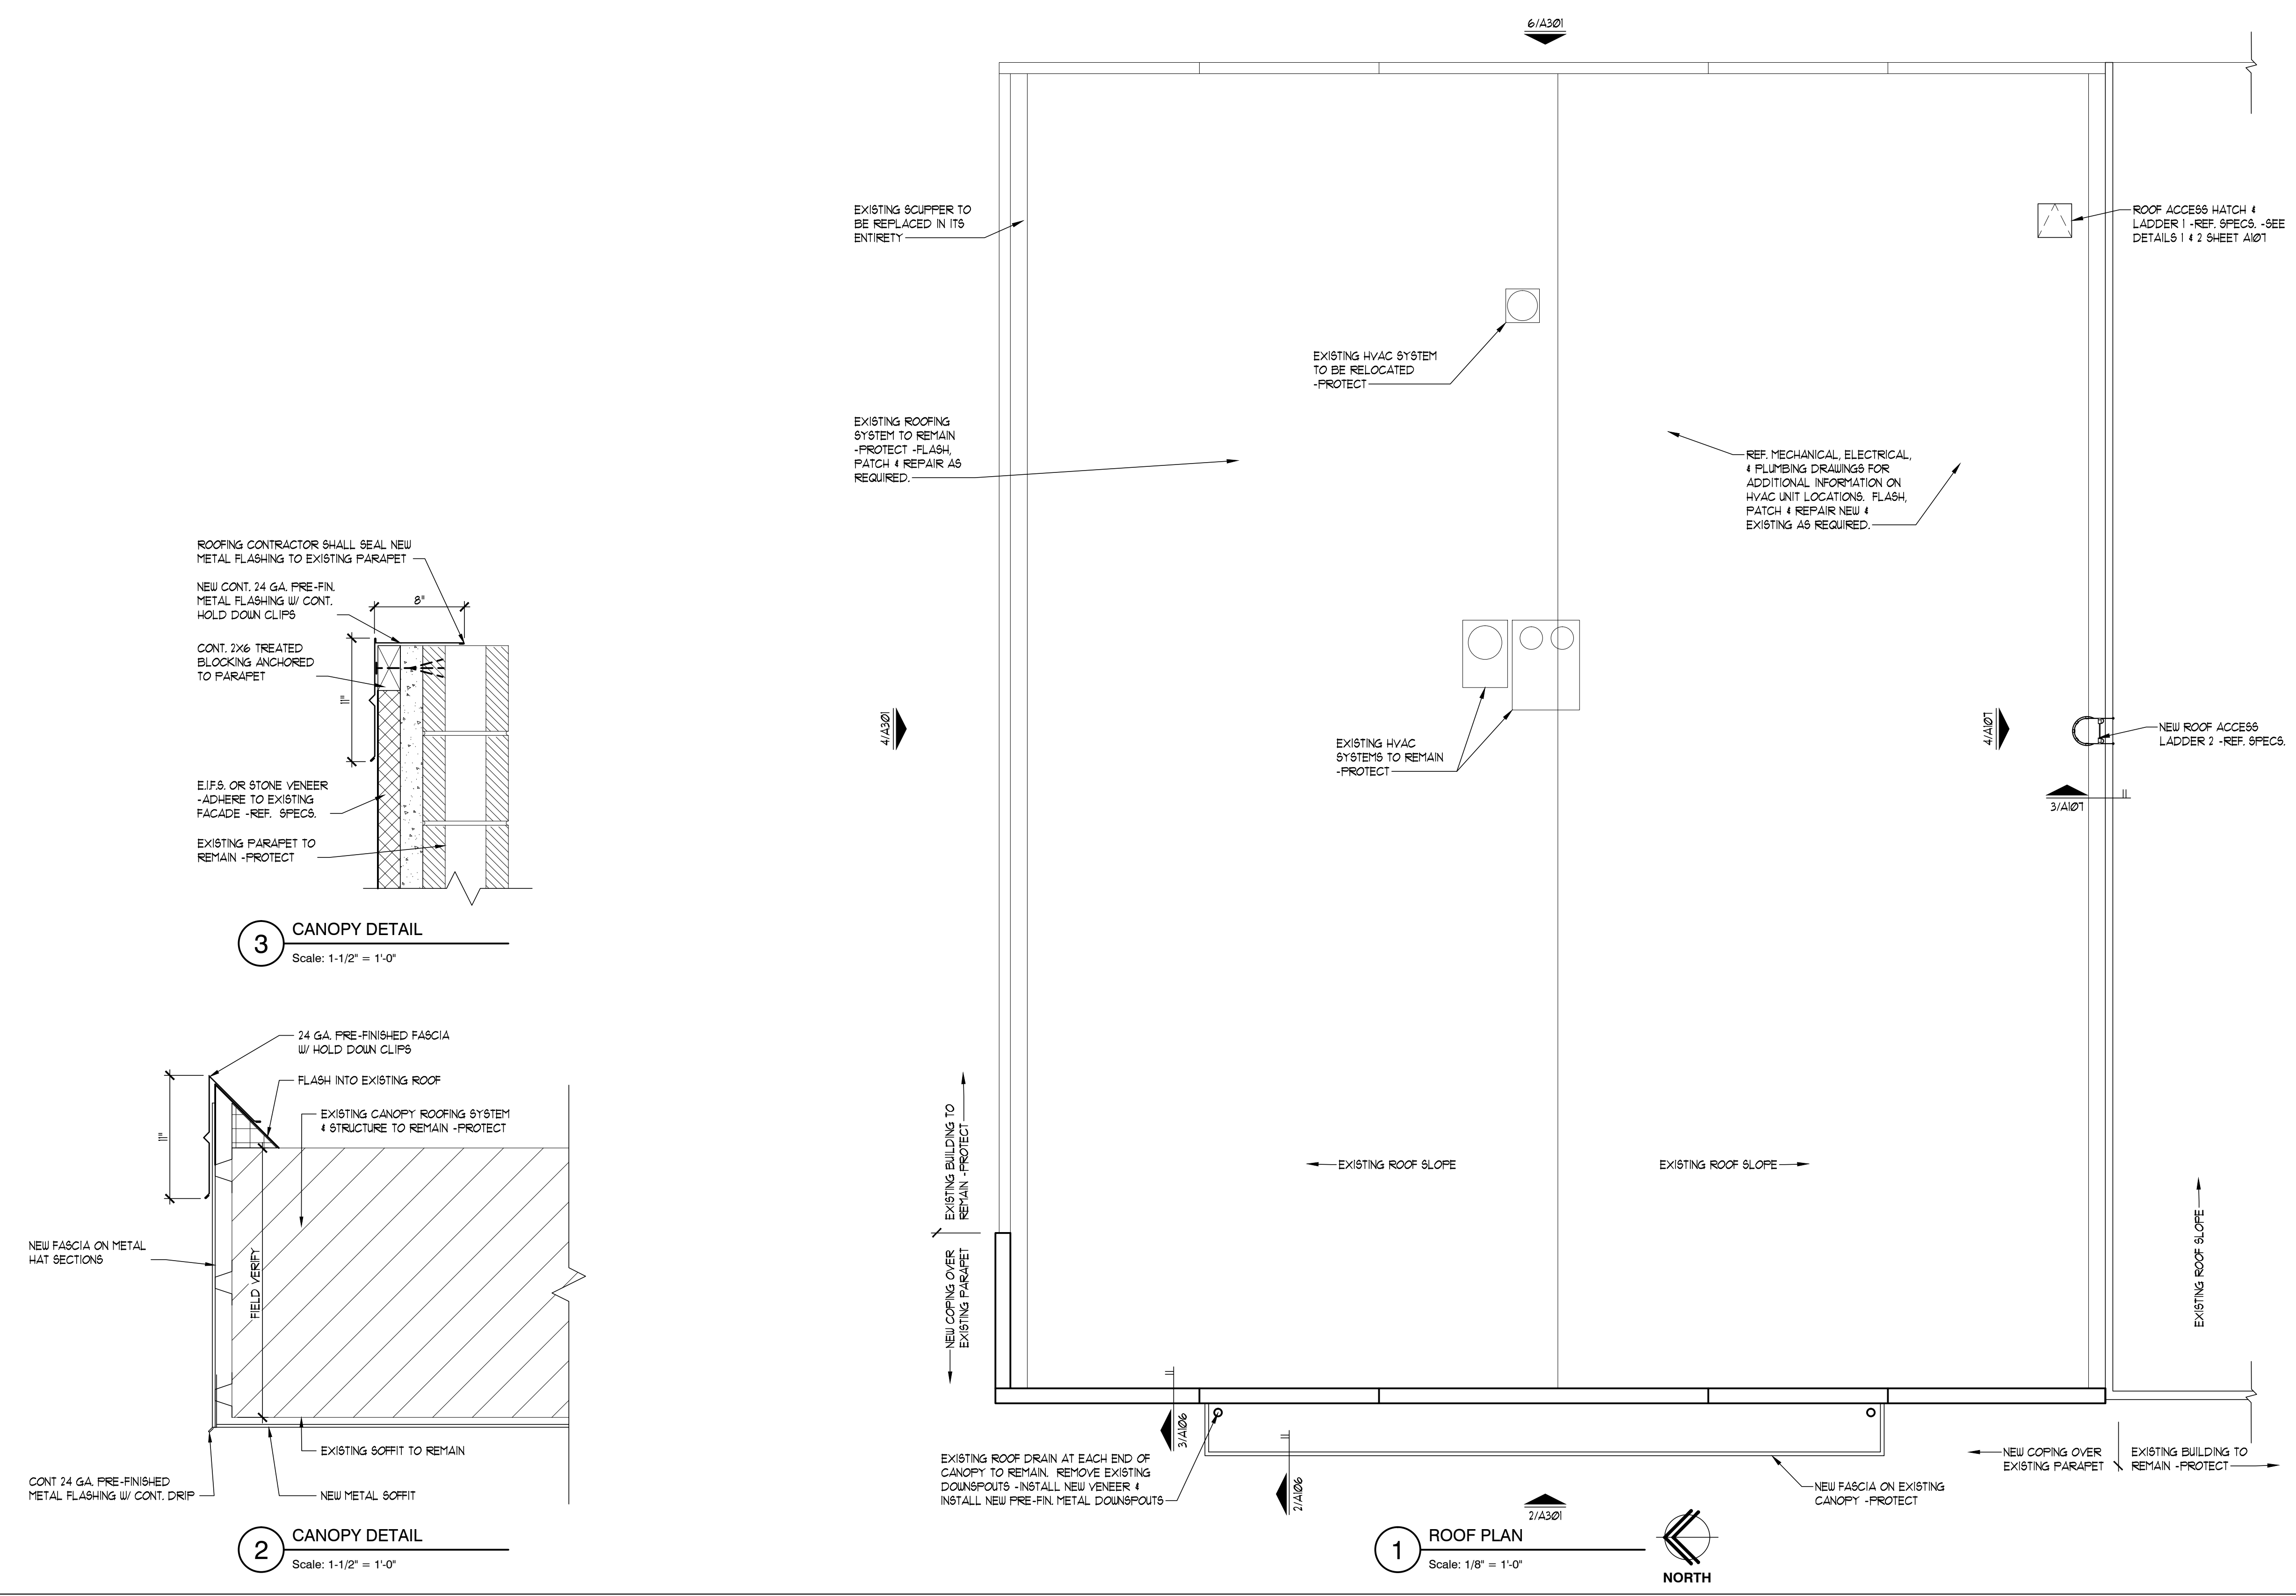 6/A301
EXISTING SCUPPER TO
BE REPLACED IN ITS
ENTIRETY
ROOF ACCESS HATCH &
LADDER 1 -REF. SPECS. -SEE
DETAILS 1 & 2 SHEET A107
EXISTING HVAC SYSTEM
TO BE RELOCATED
-PROTECT
EXISTING ROOFING
SYSTEM TO REMAIN
-PROTECT -FLASH,
PATCH & REPAIR AS
REQUIRED.
REF. MECHANICAL, ELECTRICAL,
& PLUMBING DRAWINGS FOR
ADDITIONAL INFORMATION ON
HVAC UNIT LOCATIONS. FLASH,
PATCH & REPAIR NEW &
EXISTING AS REQUIRED.
4/A301
EXISTING HVAC
SYSTEMS TO REMAIN
-PROTECT
4/A107
NEW ROOF ACCESS
LADDER 2 -REF. SPECS.
3/A107
EXISTING BUILDING TO
REMAIN -PROTECT
NEW COPING OVER
EXISTING PARAPET
EXISTING ROOF SLOPE
EXISTING ROOF SLOPE
EXISTING ROOF SLOPE
3/A106
2/A106
EXISTING ROOF DRAIN AT EACH END OF
CANOPY TO REMAIN. REMOVE EXISTING
DOWNSPOUTS -INSTALL NEW VENEER &
INSTALL NEW PRE-FIN. METAL DOWNSPOUTS
2/A301
NEW FASCIA ON EXISTING
CANOPY -PROTECT
NEW COPING OVER
EXISTING PARAPET
EXISTING BUILDING TO
REMAIN -PROTECT
1
ROOF PLAN
Scale: 1/8" = 1'-0"
NORTH
ROOFING CONTRACTOR SHALL SEAL NEW
METAL FLASHING TO EXISTING PARAPET
NEW CONT. 24 GA. PRE-FIN.
METAL FLASHING W/ CONT.
HOLD DOWN CLIPS
8"
CONT. 2X6 TREATED
BLOCKING ANCHORED
TO PARAPET
11"
E.I.F.S. OR STONE VENEER
-ADHERE TO EXISTING
FACADE -REF. SPECS.
EXISTING PARAPET TO
REMAIN -PROTECT
3
CANOPY DETAIL
Scale: 1-1/2" = 1'-0"
24 GA. PRE-FINISHED FASCIA
W/ HOLD DOWN CLIPS
FLASH INTO EXISTING ROOF
EXISTING CANOPY ROOFING SYSTEM
& STRUCTURE TO REMAIN -PROTECT
11"
NEW FASCIA ON METAL
HAT SECTIONS
FIELD VERIFY
EXISTING SOFFIT TO REMAIN
CONT 24 GA. PRE-FINISHED
METAL FLASHING W/ CONT. DRIP
NEW METAL SOFFIT
2
CANOPY DETAIL
Scale: 1-1/2" = 1'-0"